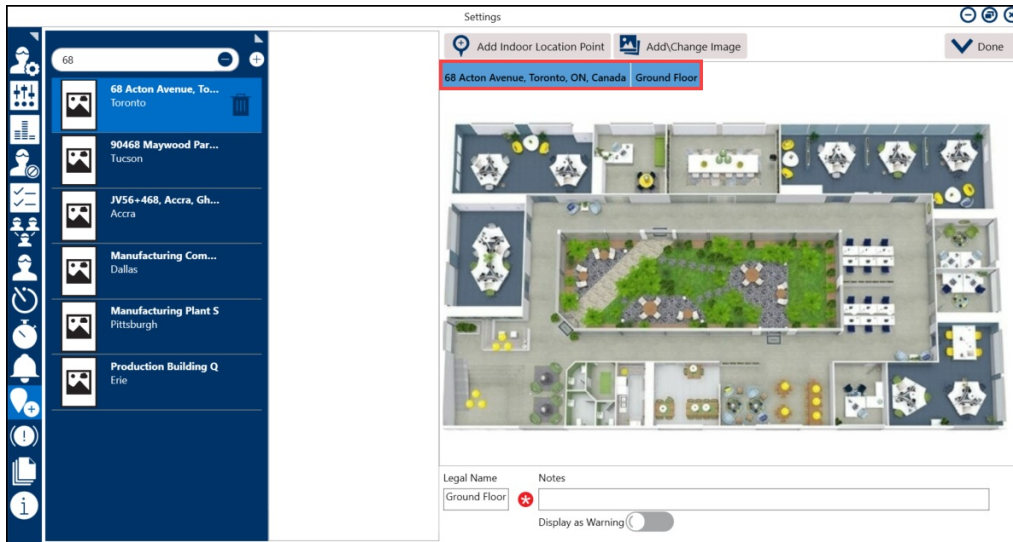 Settings
68
68 Acton Avenue, To...
Toronto
90468 Maywood Par...
Tucson
JV56+468, Accra, Gh...
Accra
Manufacturing Com...
Dallas
Manufacturing Plant S
Pittsburgh
Production Building Q
Erie
Add Indoor Location Point
Add\Change Image
Done
68 Acton Avenue, Toronto, ON, Canada
Ground Floor
Legal Name
Notes
Ground Floor
Display as Warning